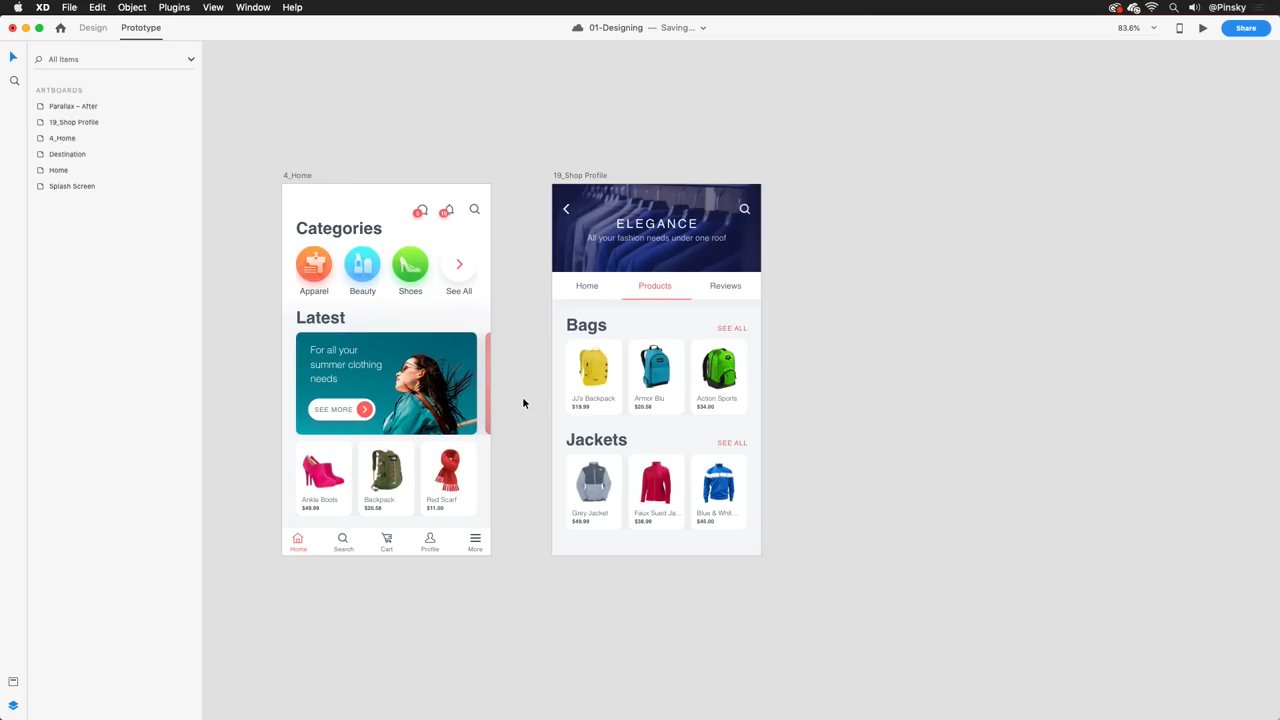 XD File Edit Object Plugins View Window Help @Pinsky
Design Prototype 01-Designing — Saving... 83.6% Share
All Items
ARTBOARDS
Parallax – After
19_Shop Profile
4_Home
Destination
Home
Splash Screen
4_Home
Categories
Apparel Beauty Shoes See All
Latest
For all your
summer clothing
needs
SEE MORE
Ankle Boots Backpack Red Scarf
$49.99 $20.58 $11.00
Home Search Cart Profile More
19_Shop Profile
ELEGANCE
All your fashion needs under one roof
Home Products Reviews
Bags SEE ALL
JJ's Backpack Armor Blu Action Sports
$19.99 $20.58 $34.00
Jackets SEE ALL
Grey Jacket Faux Sued Ja... Blue & Whit...
$49.99 $38.99 $45.00